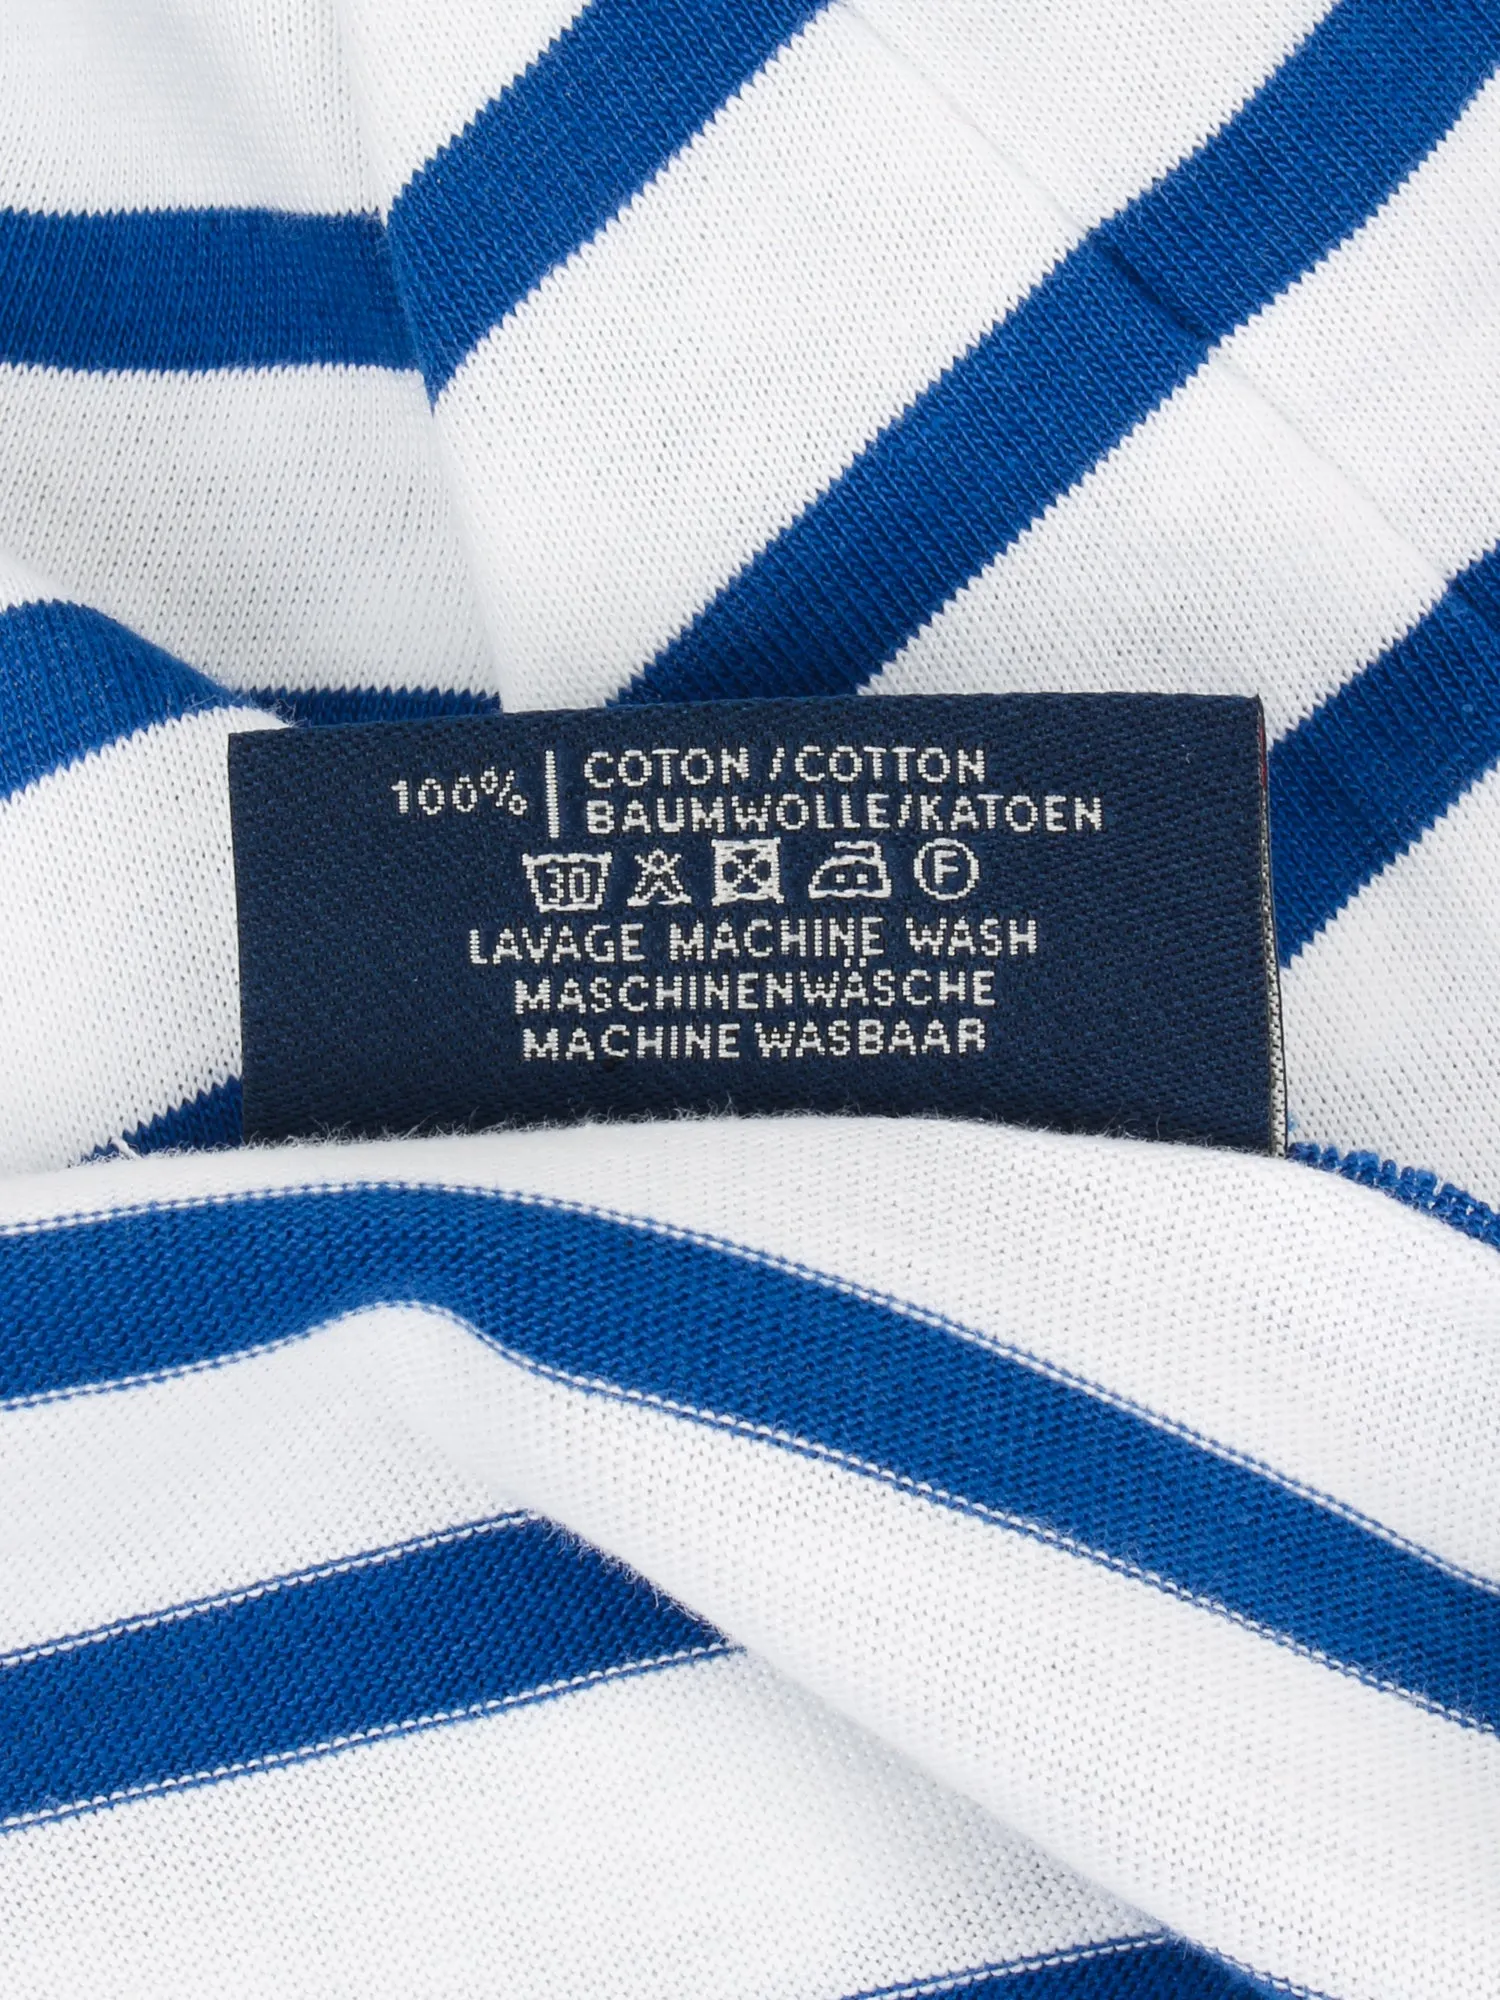 100% COTON / COTTON
BAUMWOLLE/KATOEN
30 F
LAVAGE MACHINE WASH
MASCHINENWÄSCHE
MACHINE WASBAAR